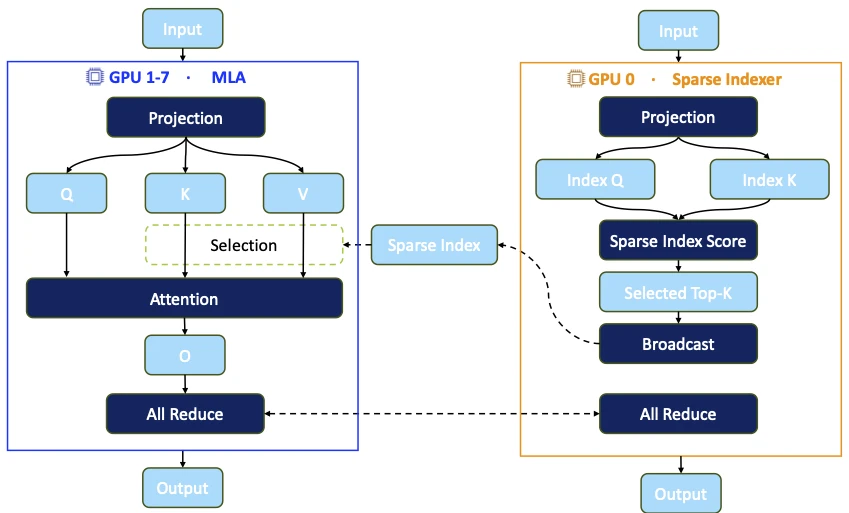 Input
GPU 1-7 · MLA
Projection
Q
K
V
Selection
Attention
O
All Reduce
Output
Sparse Index
Input
GPU 0 · Sparse Indexer
Projection
Index Q
Index K
Sparse Index Score
Selected Top-K
Broadcast
All Reduce
Output